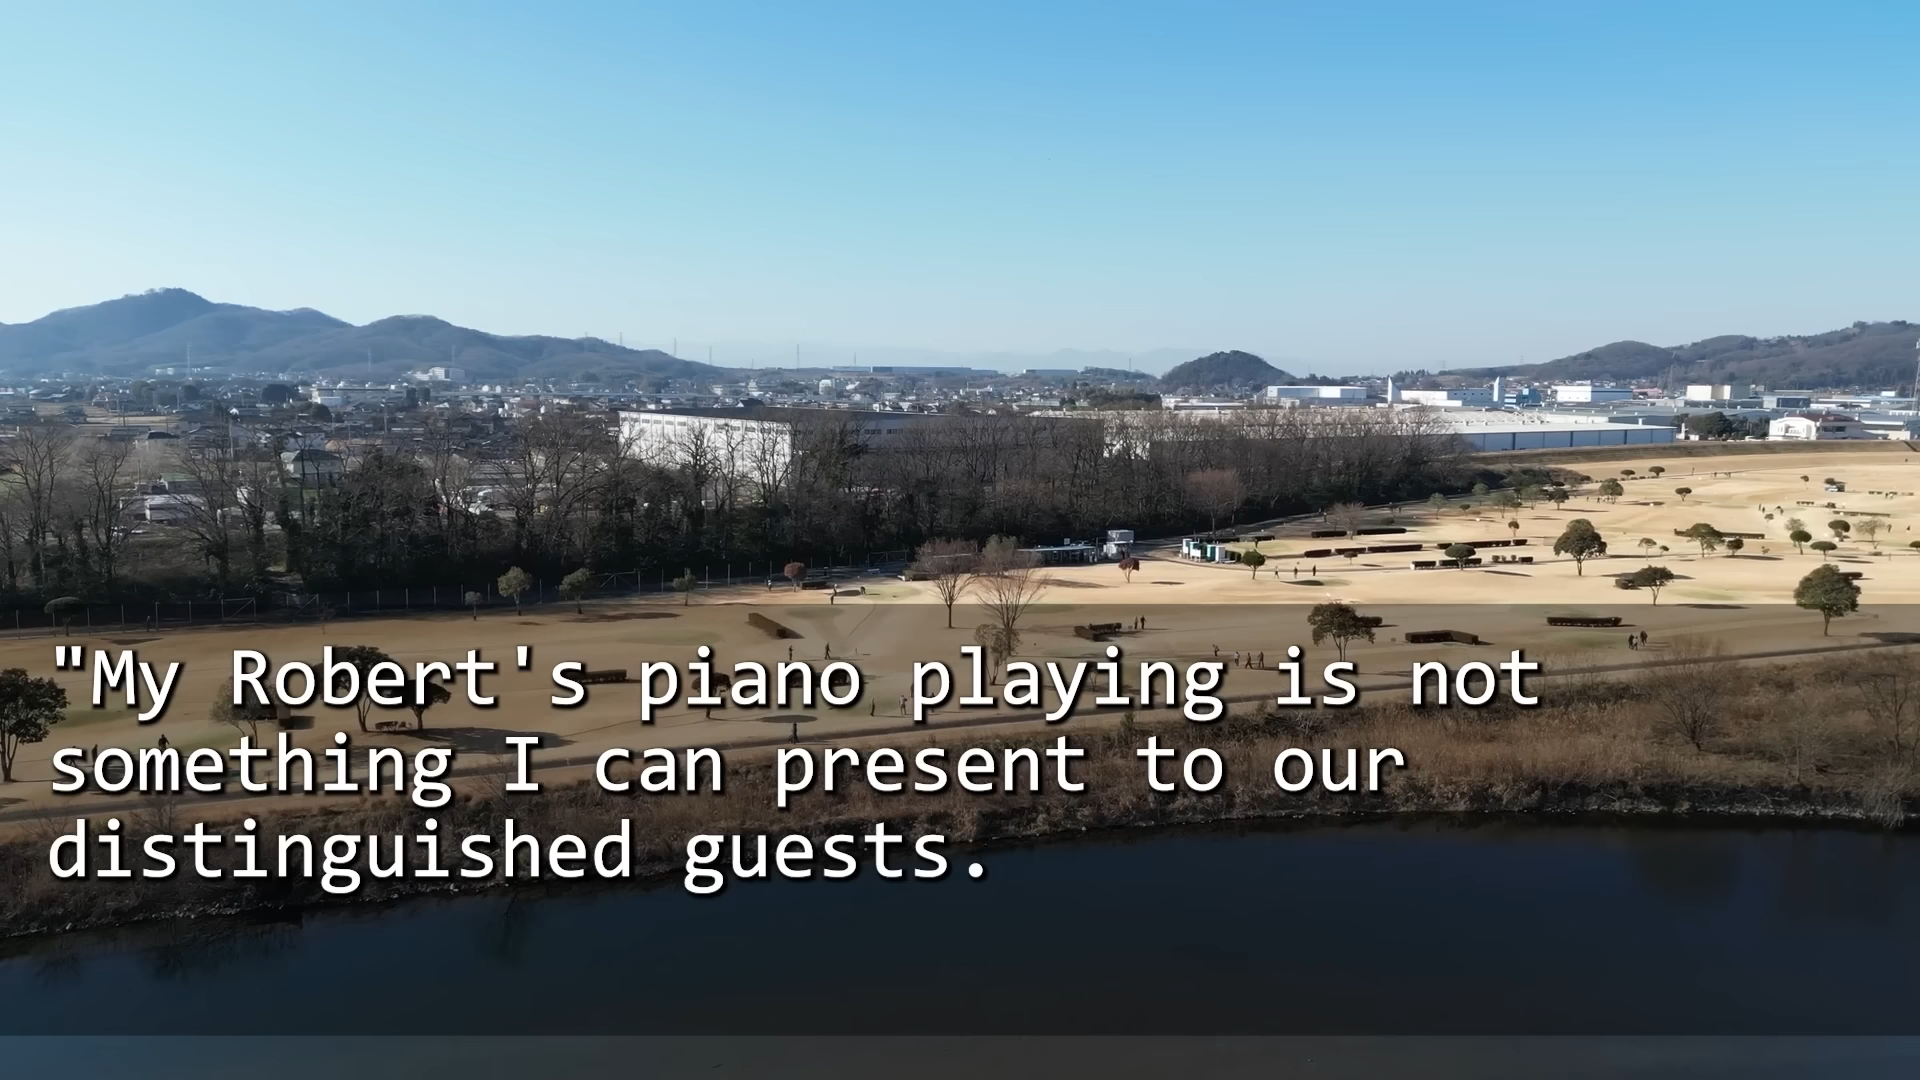 "My Robert's piano playing is not
something I can present to our
distinguished guests.